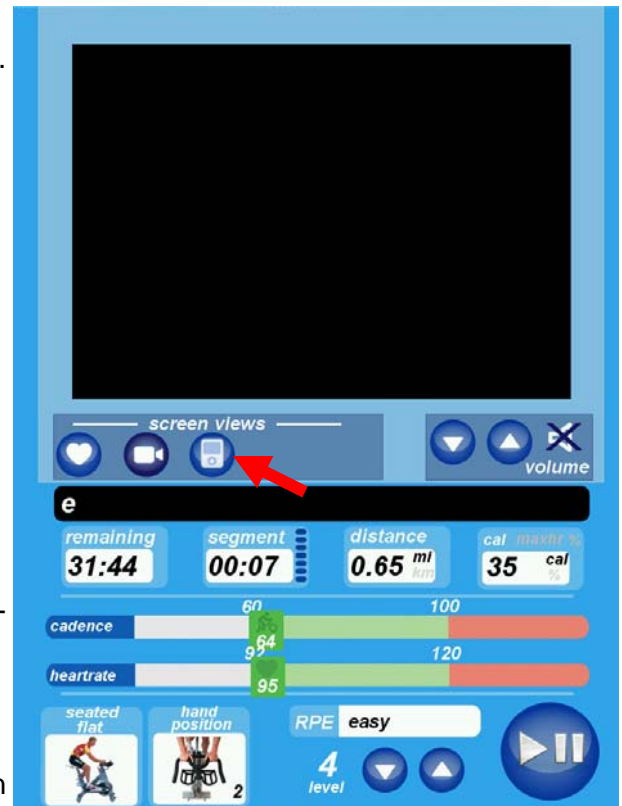 .
screen views
volume
e
remaining segment distance cal maxhr %
31:44 00:07 0.65 mi km 35 cal %
60 100
-
cadence
64
92 120
heartrate
95
seated flat hand position
RPE easy
2
4
level
n